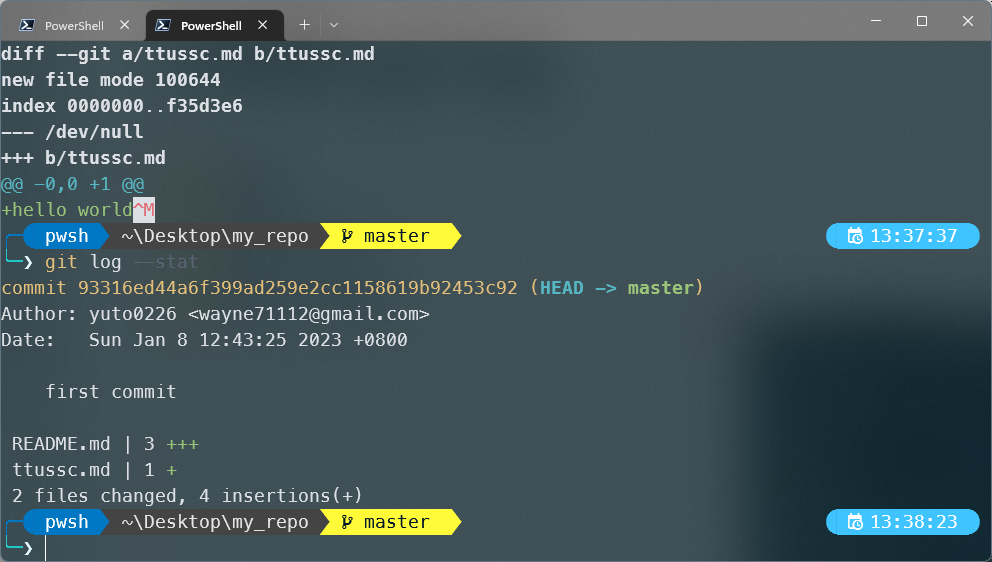 PowerShell
PowerShell
diff --git a/ttussc.md b/ttussc.md
new file mode 100644
index 0000000..f35d3e6
--- /dev/null
+++ b/ttussc.md
@@ -0,0 +1 @@
+hello world^M
pwsh ~\Desktop\my_repo master 13:37:37
❯ git log --stat
commit 93316ed44a6f399ad259e2cc1158619b92453c92 (HEAD -> master)
Author: yuto0226 <wayne71112@gmail.com>
Date:   Sun Jan 8 12:43:25 2023 +0800
    first commit
 README.md | 3 +++
 ttussc.md | 1 +
 2 files changed, 4 insertions(+)
pwsh ~\Desktop\my_repo master 13:38:23
❯